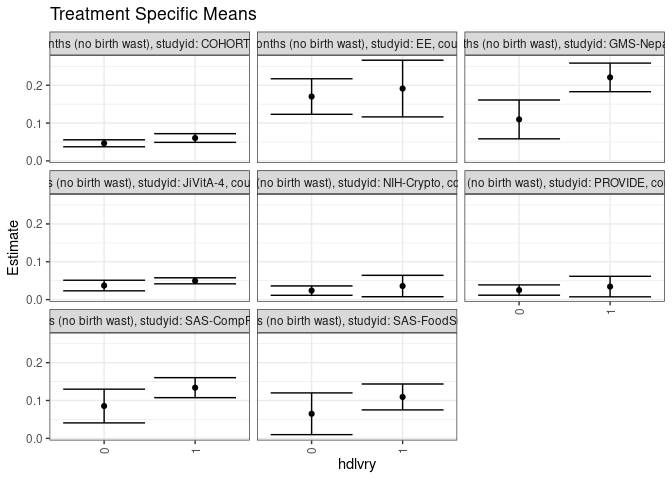 Treatment Specific Means
nths (no birth wast), studyid: COHORT
onths (no birth wast), studyid: EE, cou
ths (no birth wast), studyid: GMS-Nepa
0.2
0.1
0.0
s (no birth wast), studyid: JiVitA-4, cou
(no birth wast), studyid: NIH-Crypto, co
(no birth wast), studyid: PROVIDE, co
0.2
0.1
0.0
0
1
s (no birth wast), studyid: SAS-CompF
s (no birth wast), studyid: SAS-FoodS
0.2
0.1
0.0
0
1
0
1
Estimate
hdlvry